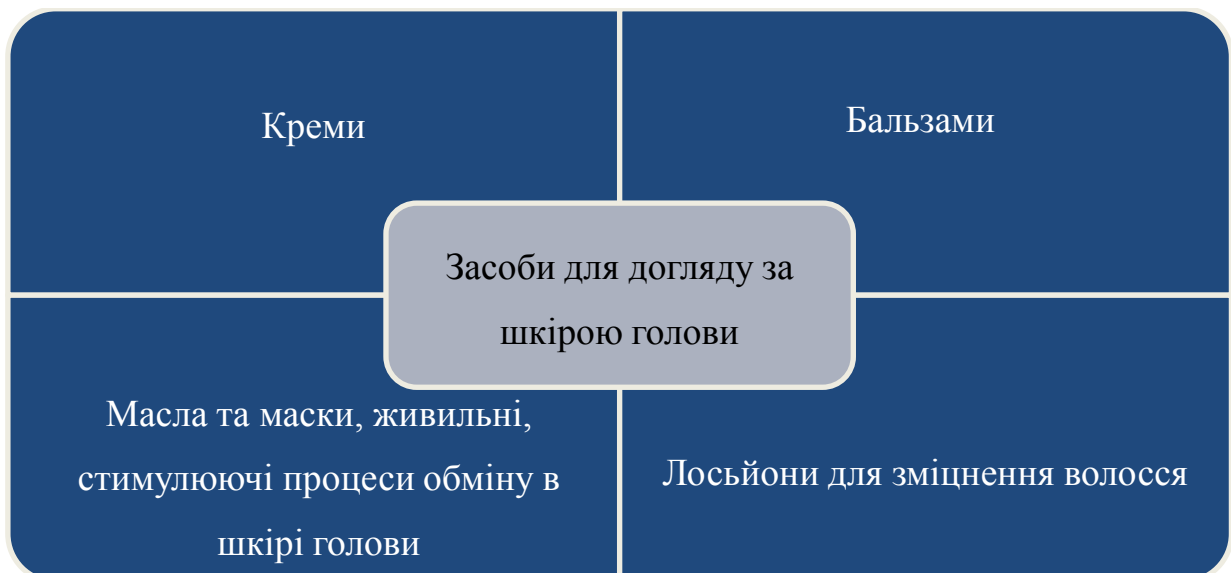 Креми
Бальзами
Засоби для догляду за
шкірою голови
Масла та маски, живильні,
стимулюючі процеси обміну в
шкірі голови
Лосьйони для зміцнення волосся